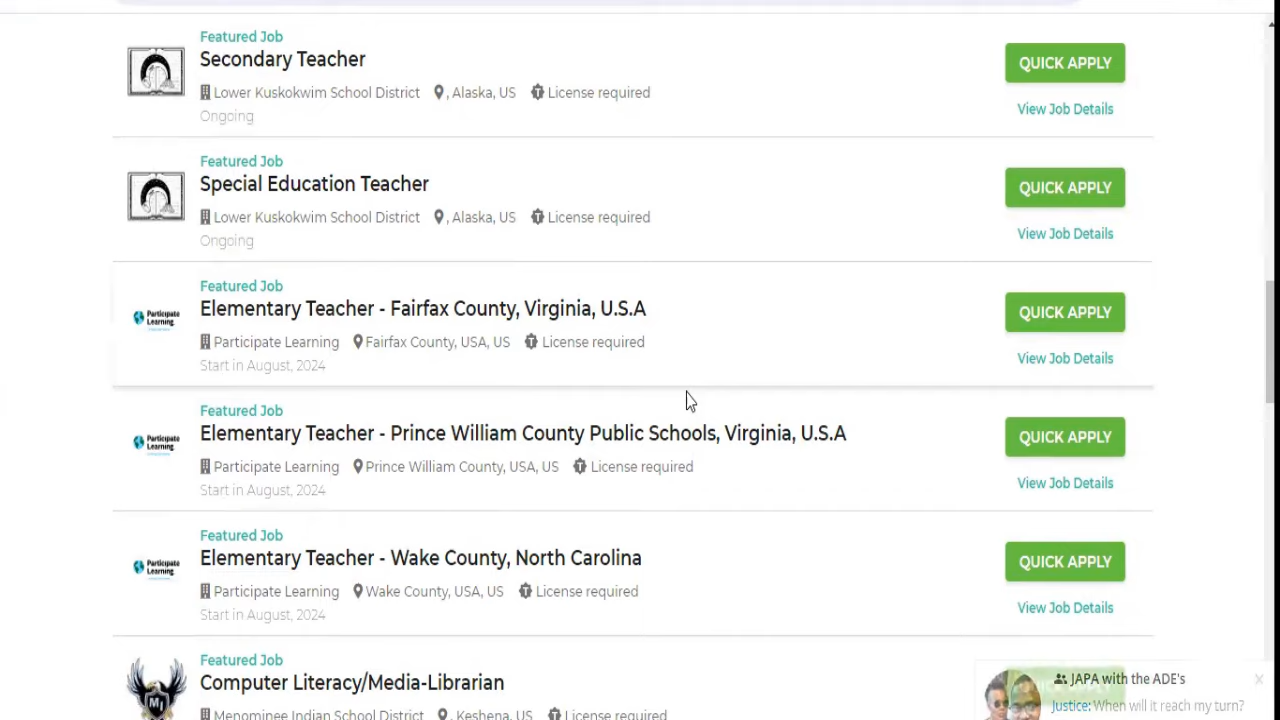 Featured Job
Secondary Teacher
Lower Kuskokwim School District , Alaska, US License required
Ongoing
QUICK APPLY
View Job Details
Featured Job
Special Education Teacher
Lower Kuskokwim School District , Alaska, US License required
Ongoing
QUICK APPLY
View Job Details
Participate Learning
Featured Job
Elementary Teacher - Fairfax County, Virginia, U.S.A
Participate Learning Fairfax County, USA, US License required
Start in August, 2024
QUICK APPLY
View Job Details
Participate Learning
Featured Job
Elementary Teacher - Prince William County Public Schools, Virginia, U.S.A
Participate Learning Prince William County, USA, US License required
Start in August, 2024
QUICK APPLY
View Job Details
Participate Learning
Featured Job
Elementary Teacher - Wake County, North Carolina
Participate Learning Wake County, USA, US License required
Start in August, 2024
QUICK APPLY
View Job Details
MI
Featured Job
Computer Literacy/Media-Librarian
Menominee Indian School District , Keshena, US License required
JAPA with the ADE's
Justice: When will it reach my turn?